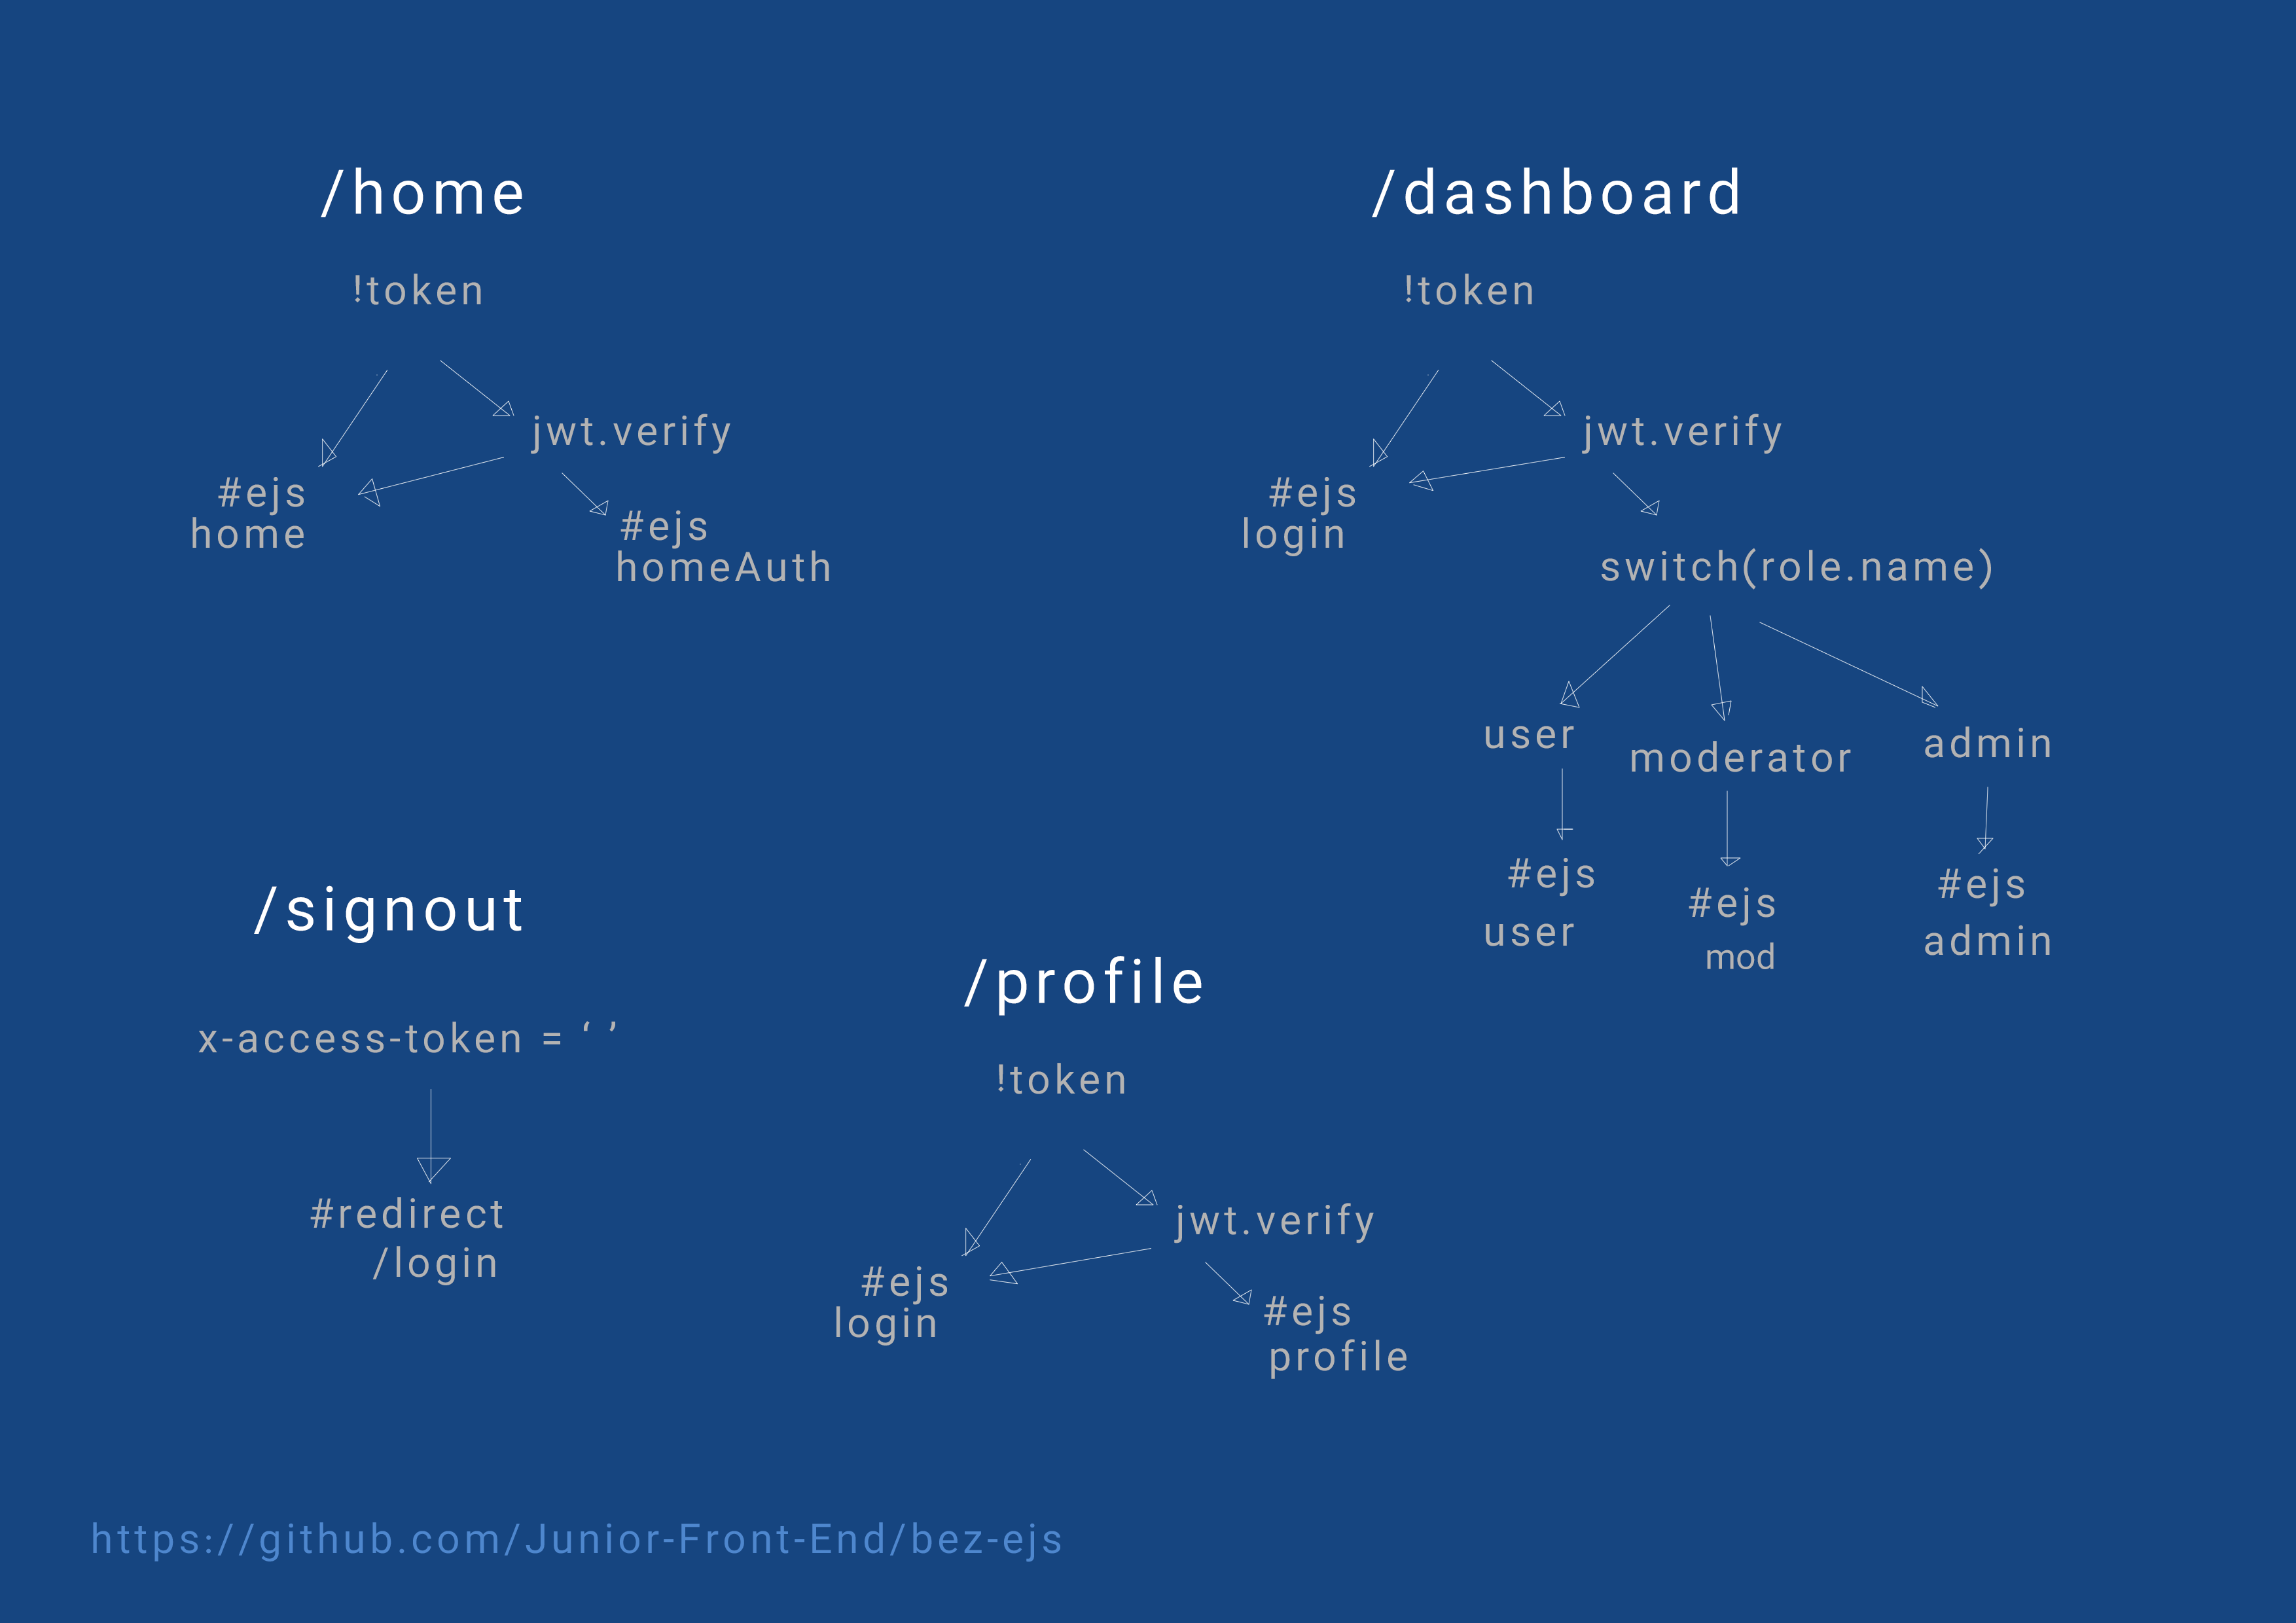 /home
!token
jwt.verify
#ejs
home
#ejs
homeAuth
/dashboard
!token
jwt.verify
#ejs
login
switch(role.name)
user
moderator
admin
#ejs
user
#ejs
mod
#ejs
admin
/signout
x-access-token = ‘ ’
#redirect
/login
/profile
!token
jwt.verify
#ejs
login
#ejs
profile
https://github.com/Junior-Front-End/bez-ejs